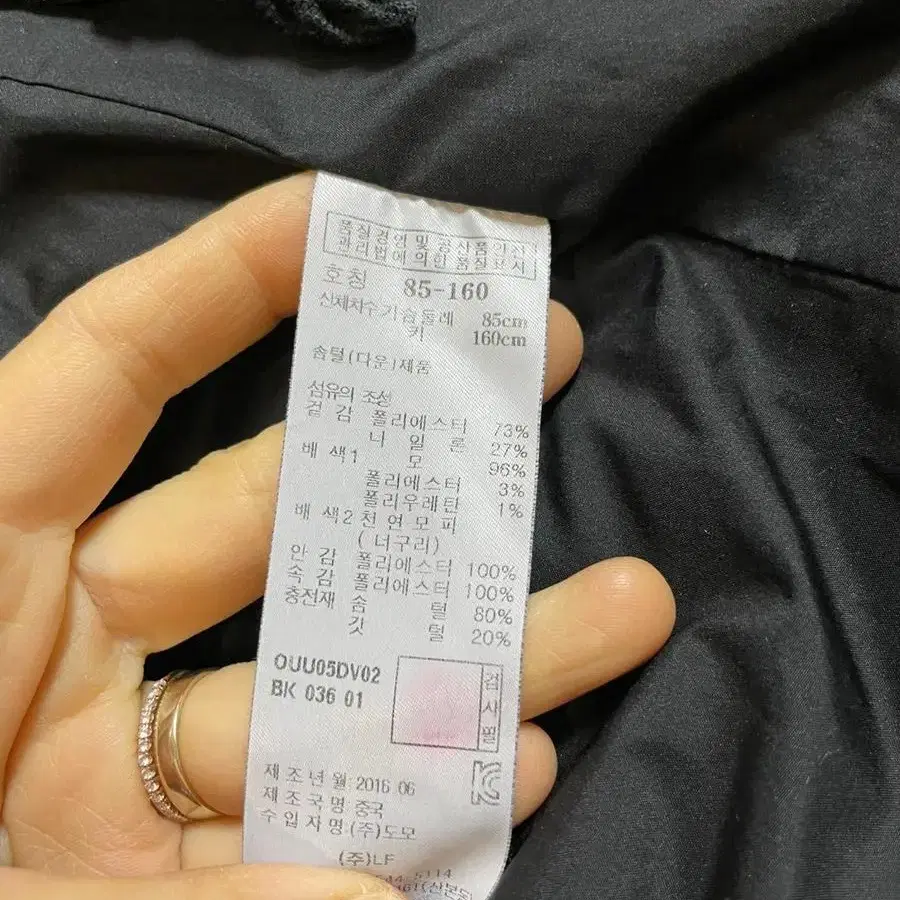 품질경영및공산품안전
관리법에의한품질표시
호칭 85-160
신체치수기슴둘레 85cm
키 160cm
솜털(다운)제품
섬유의 조성
겉감 폴리에스터 73%
나일론 27%
배색1 모 96%
폴리에스터 3%
폴리우레탄 1%
배색2 천연모피
(너구리)
안감 폴리에스터 100%
속감 폴리에스터 100%
충전재 솜털 80%
깃털 20%
OUU05DV02
BK 036 01
검사필
제조년월:2016 06
제조국명:중국
수입자명:(주)도모
(주)LF